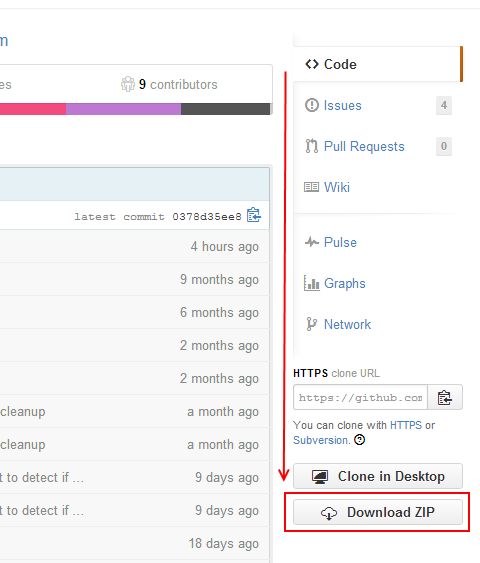 m
es
9 contributors
latest commit 0378d35ee8
4 hours ago
9 months ago
6 months ago
2 months ago
2 months ago
cleanup
a month ago
cleanup
a month ago
t to detect if ...
9 days ago
t to detect if ...
9 days ago
18 days ago
Code
Issues
4
Pull Requests
0
Wiki
Pulse
Graphs
Network
HTTPS clone URL
https://github.com
You can clone with HTTPS or
Subversion.
Clone in Desktop
Download ZIP